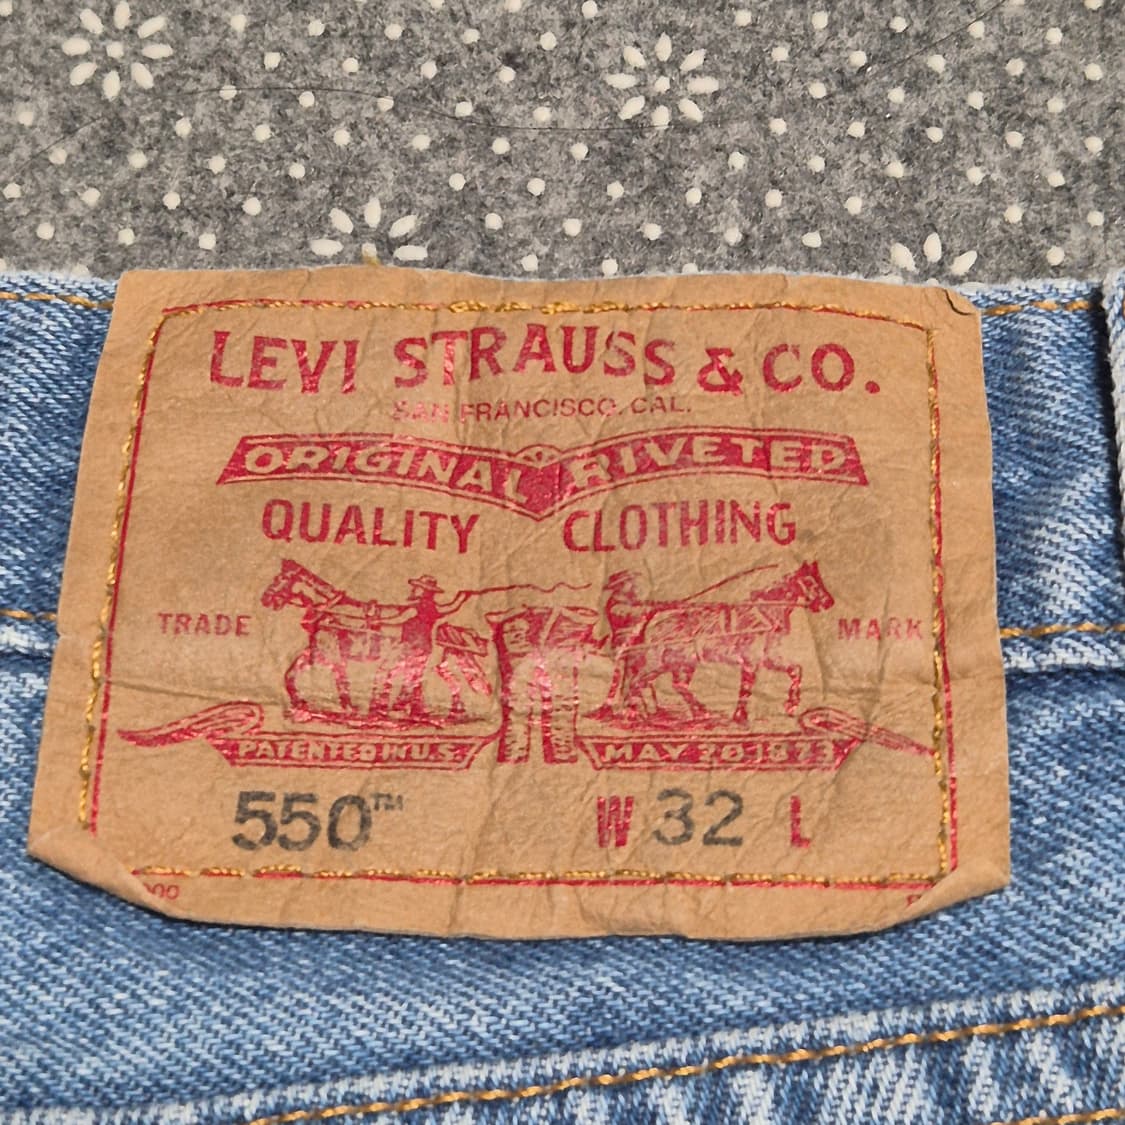 LEVI STRAUSS & CO.
SAN FRANCISCO, CAL.
ORIGINAL RIVETED
QUALITY CLOTHING
TRADE MARK
PATENTED IN U.S. MAY 20 1873
550™ W 32 L